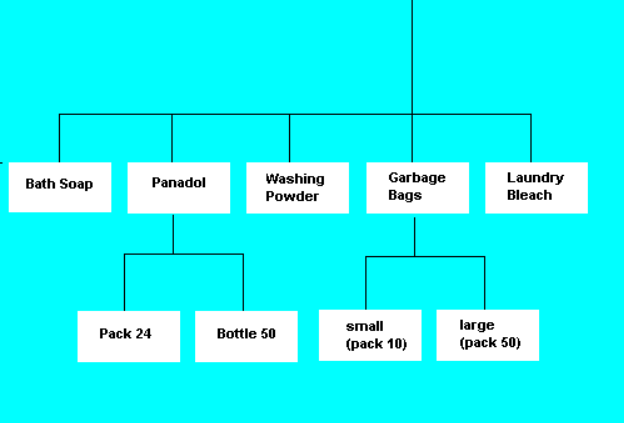 Bath Soap
Panadol
Washing
Powder
Garbage
Bags
Laundry
Bleach
Pack 24
Bottle 50
small
(pack 10)
large
(pack 50)